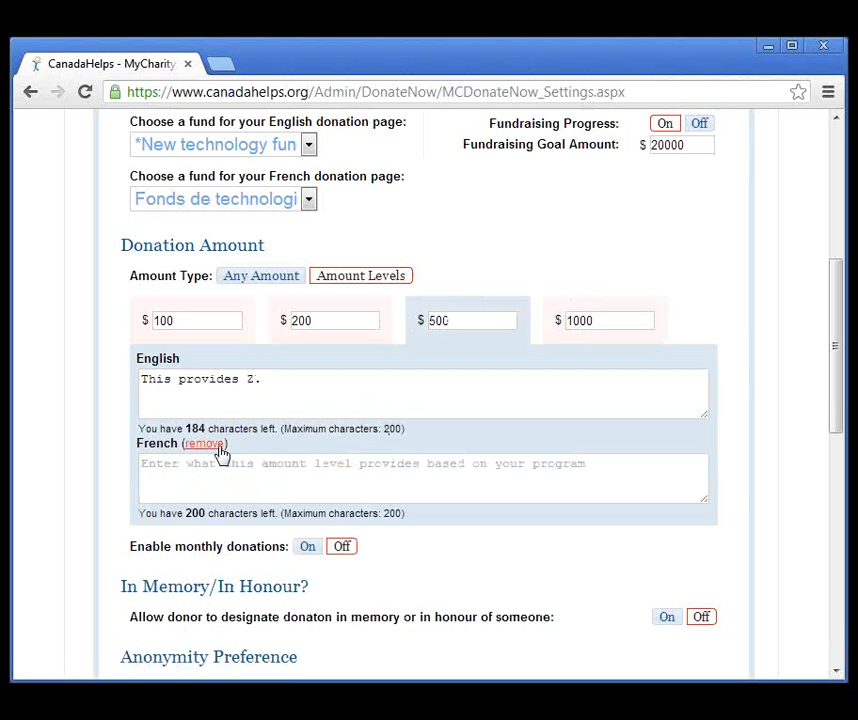 CanadaHelps - MyCharity
https://www.canadahelps.org/Admin/DonateNow/MCDonateNow_Settings.aspx
Choose a fund for your English donation page:
*New technology fun
Fundraising Progress: On Off
Fundraising Goal Amount: $ 20000
Choose a fund for your French donation page:
Fonds de technologi
Donation Amount
Amount Type: Any Amount Amount Levels
$ 100 $ 200 $ 500 $ 1000
English
This provides Z.
You have 184 characters left. (Maximum characters: 200)
French (remove)
Enter what this amount level provides based on your program
You have 200 characters left. (Maximum characters: 200)
Enable monthly donations: On Off
In Memory/In Honour?
Allow donor to designate donaton in memory or in honour of someone: On Off
Anonymity Preference